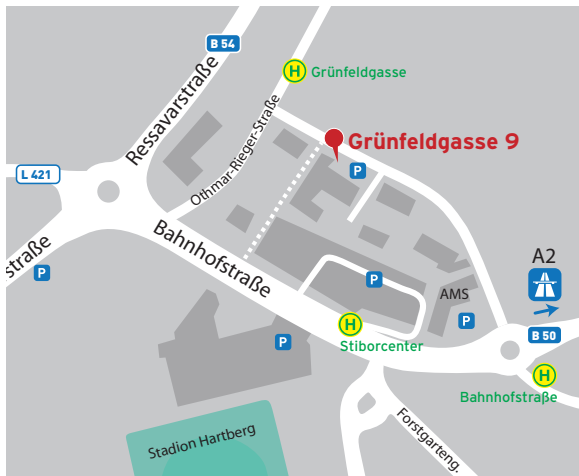 B 54
H Grünfeldgasse
Ressavarstraße
Othmar-Rieger-Straße
Grünfeldgasse 9
P
L 421
Bahnhofstraße
straße
P
A2
P
AMS
P
H
Stiborcenter
P
B 50
H
Bahnhofstraße
Forstgarteng.
Stadion Hartberg